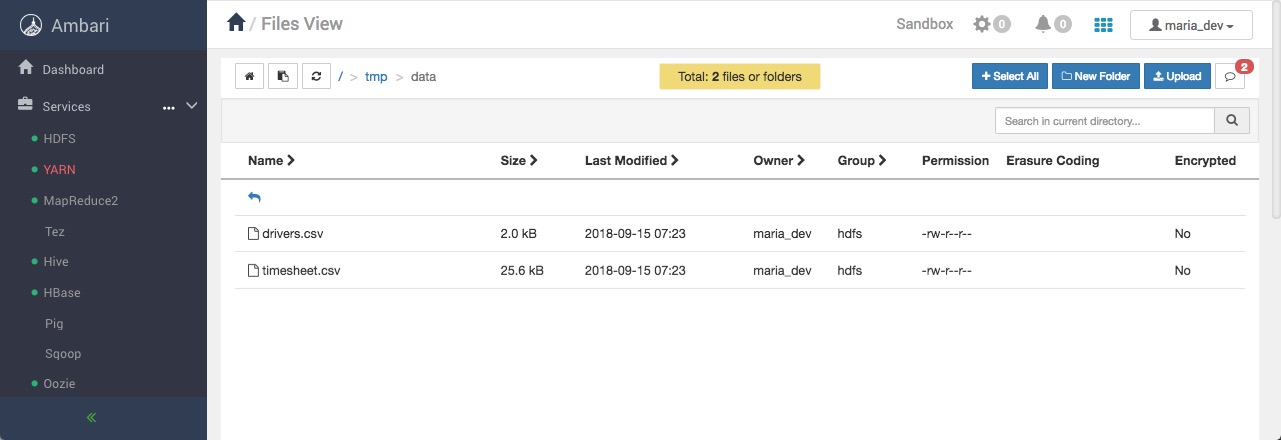 Ambari
Dashboard
Services ...
HDFS
YARN
MapReduce2
Tez
Hive
HBase
Pig
Sqoop
Oozie
/ Files View
Sandbox 0 0 maria_dev
/ > tmp > data
Total: 2 files or folders
+ Select All New Folder Upload 2
Search in current directory...
Name Size Last Modified Owner Group Permission Erasure Coding Encrypted
drivers.csv 2.0 kB 2018-09-15 07:23 maria_dev hdfs -rw-r--r-- No
timesheet.csv 25.6 kB 2018-09-15 07:23 maria_dev hdfs -rw-r--r-- No